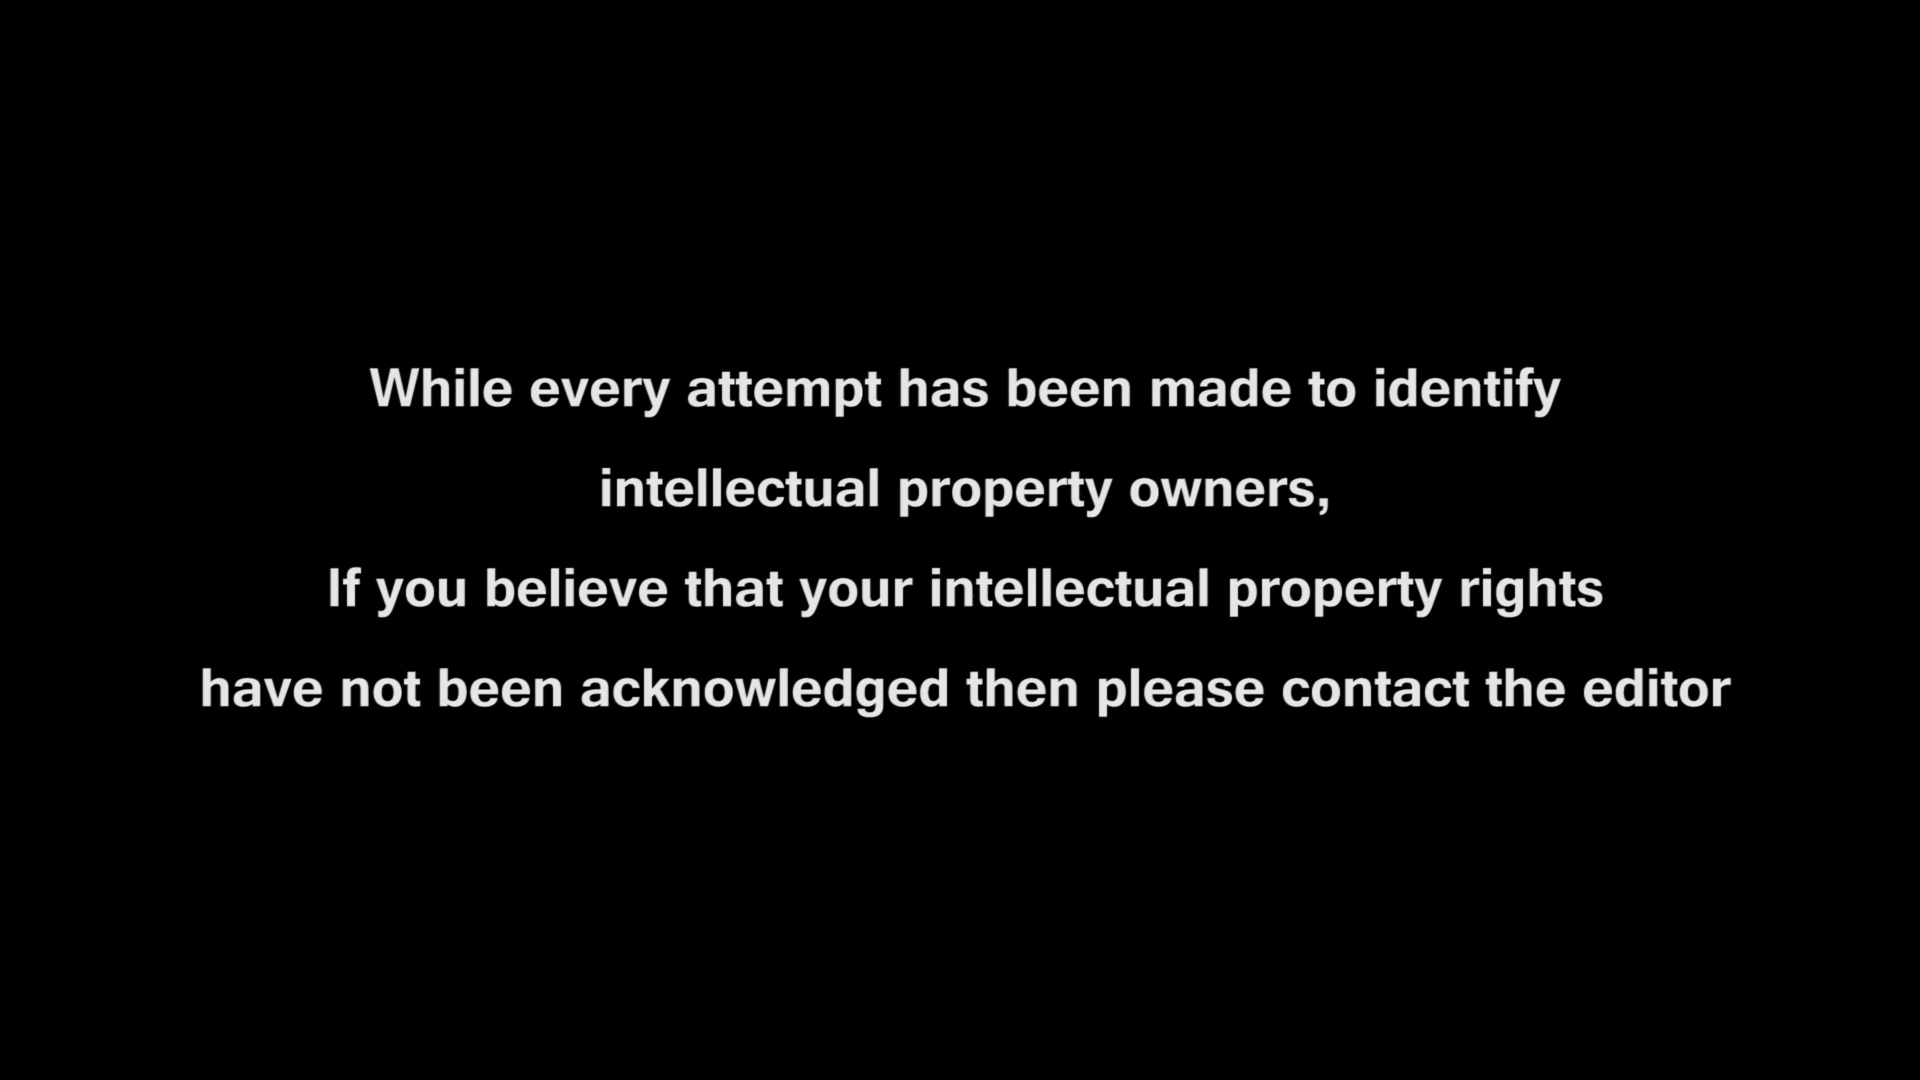 While every attempt has been made to identify
intellectual property owners,
If you believe that your intellectual property rights
have not been acknowledged then please contact the editor